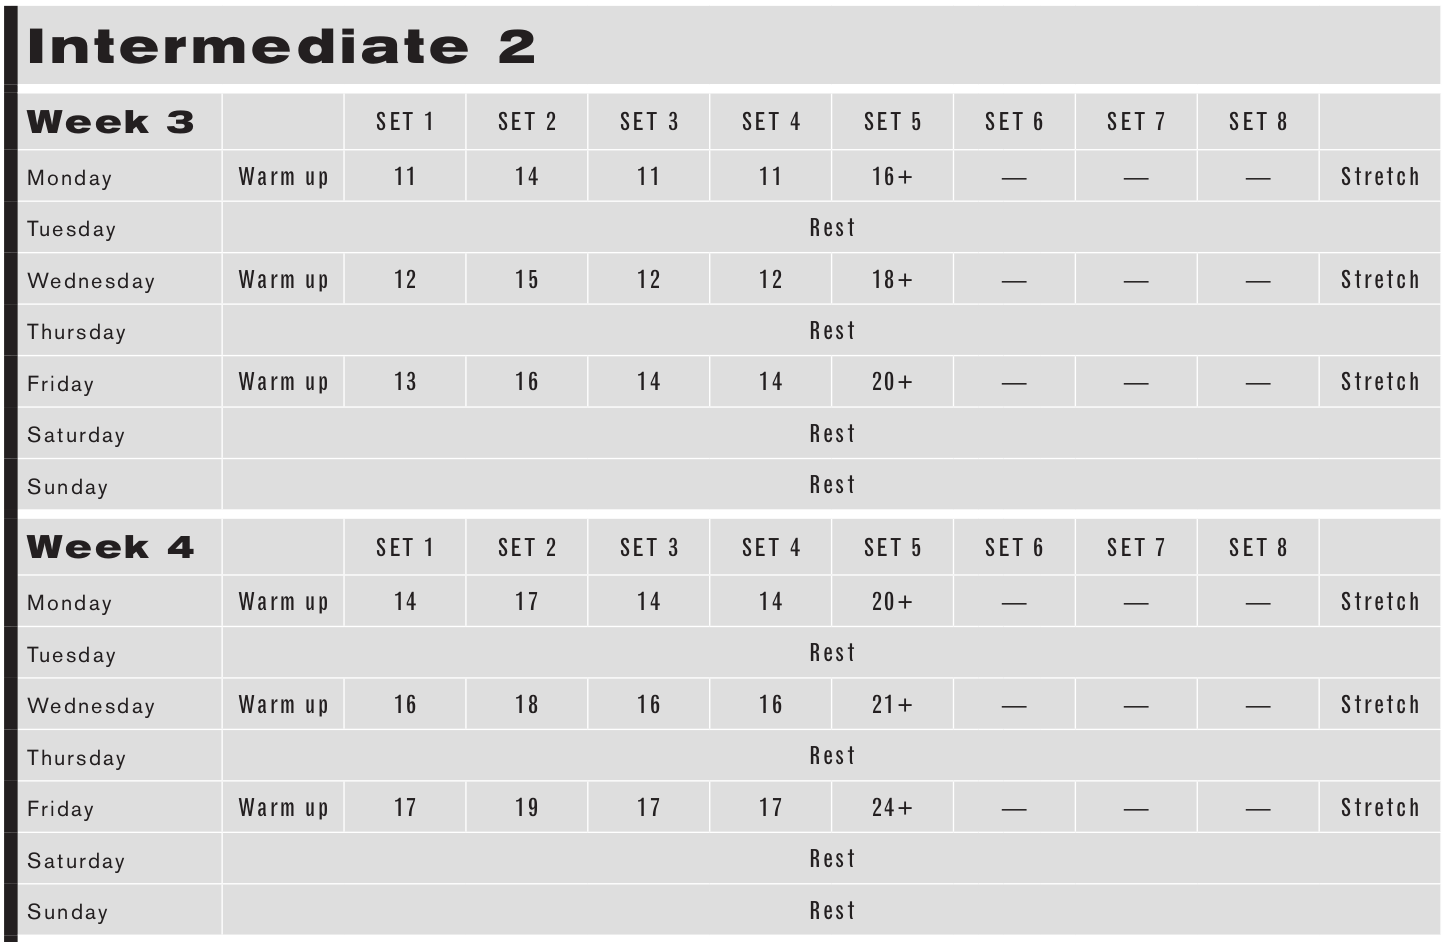 Intermediate 2
Week 3 SET 1 SET 2 SET 3 SET 4 SET 5 SET 6 SET 7 SET 8
Monday Warm up 11 14 11 11 16+ — — — Stretch
Tuesday Rest
Wednesday Warm up 12 15 12 12 18+ — — — Stretch
Thursday Rest
Friday Warm up 13 16 14 14 20+ — — — Stretch
Saturday Rest
Sunday Rest
Week 4 SET 1 SET 2 SET 3 SET 4 SET 5 SET 6 SET 7 SET 8
Monday Warm up 14 17 14 14 20+ — — — Stretch
Tuesday Rest
Wednesday Warm up 16 18 16 16 21+ — — — Stretch
Thursday Rest
Friday Warm up 17 19 17 17 24+ — — — Stretch
Saturday Rest
Sunday Rest